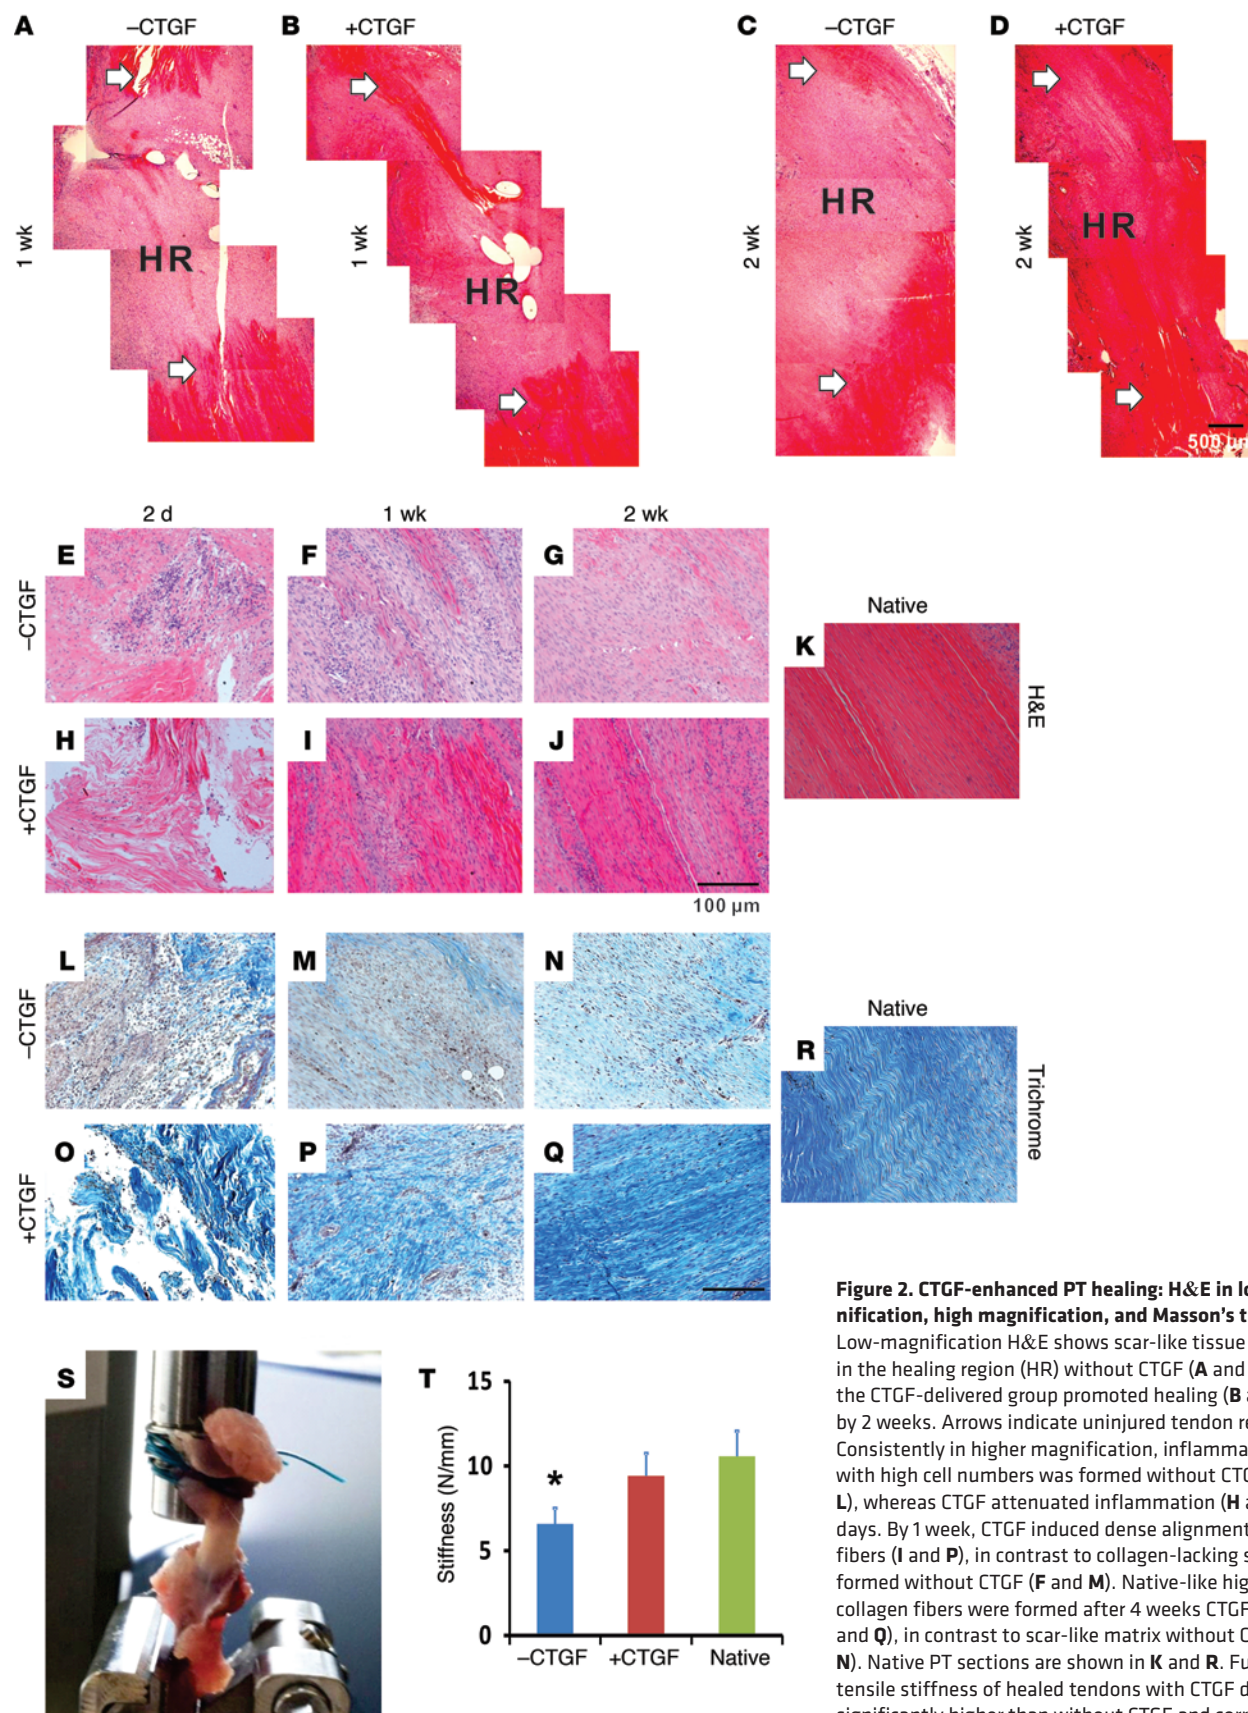 A
–CTGF
B
+CTGF
C
–CTGF
D
+CTGF
1 wk
HR
1 wk
HR
2 wk
HR
2 wk
HR
500
2 d
1 wk
2 wk
–CTGF
E
F
G
Native
K
H&E
+CTGF
H
I
J
100 µm
–CTGF
L
M
N
Native
R
Trichrome
+CTGF
O
P
Q
S
T
Stiffness (N/mm)
15
10
5
0
*
–CTGF
+CTGF
Native
Figure 2. CTGF-enhanced PT healing: H&E in
nification, high magnification, and Masson's
Low-magnification H&E shows scar-like tissue
in the healing region (HR) without CTGF (A and
the CTGF-delivered group promoted healing (B
by 2 weeks. Arrows indicate uninjured tendon
Consistently in higher magnification,
with high cell numbers was formed without
L), whereas CTGF attenuated inflammation (H
days. By 1 week, CTGF induced dense alignment
fibers (I and P), in contrast to collagen-lacking
formed without CTGF (F and M). Native-like
collagen fibers were formed after 4 weeks CTGF
and Q), in contrast to scar-like matrix without
N). Native PT sections are shown in K and R.
tensile stiffness of healed tendons with CTGF
significantly higher than without CTGF and